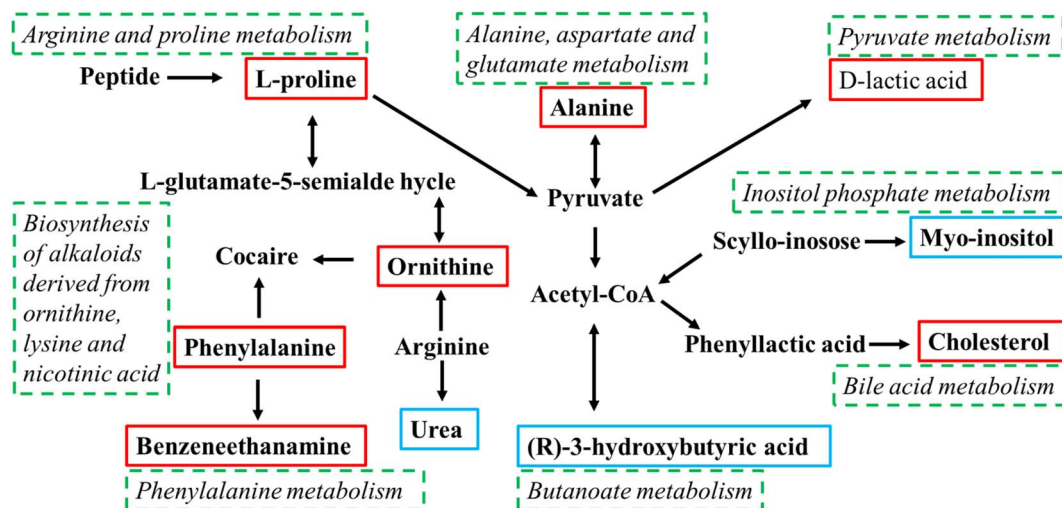 Arginine and proline metabolism
Peptide
L-proline
Alanine, aspartate and
glutamate metabolism
Alanine
Pyruvate metabolism
D-lactic acid
L-glutamate-5-semialde hycle
Pyruvate
Inositol phosphate metabolism
Scyllo-inosose
Myo-inositol
Biosynthesis
of alkaloids
derived from
ornithine,
lysine and
nicotinic acid
Cocaire
Ornithine
Acetyl-CoA
Phenylalanine
Arginine
Phenyllactic acid
Cholesterol
Bile acid metabolism
Benzeneethanamine
Phenylalanine metabolism
Urea
(R)-3-hydroxybutyric acid
Butanoate metabolism